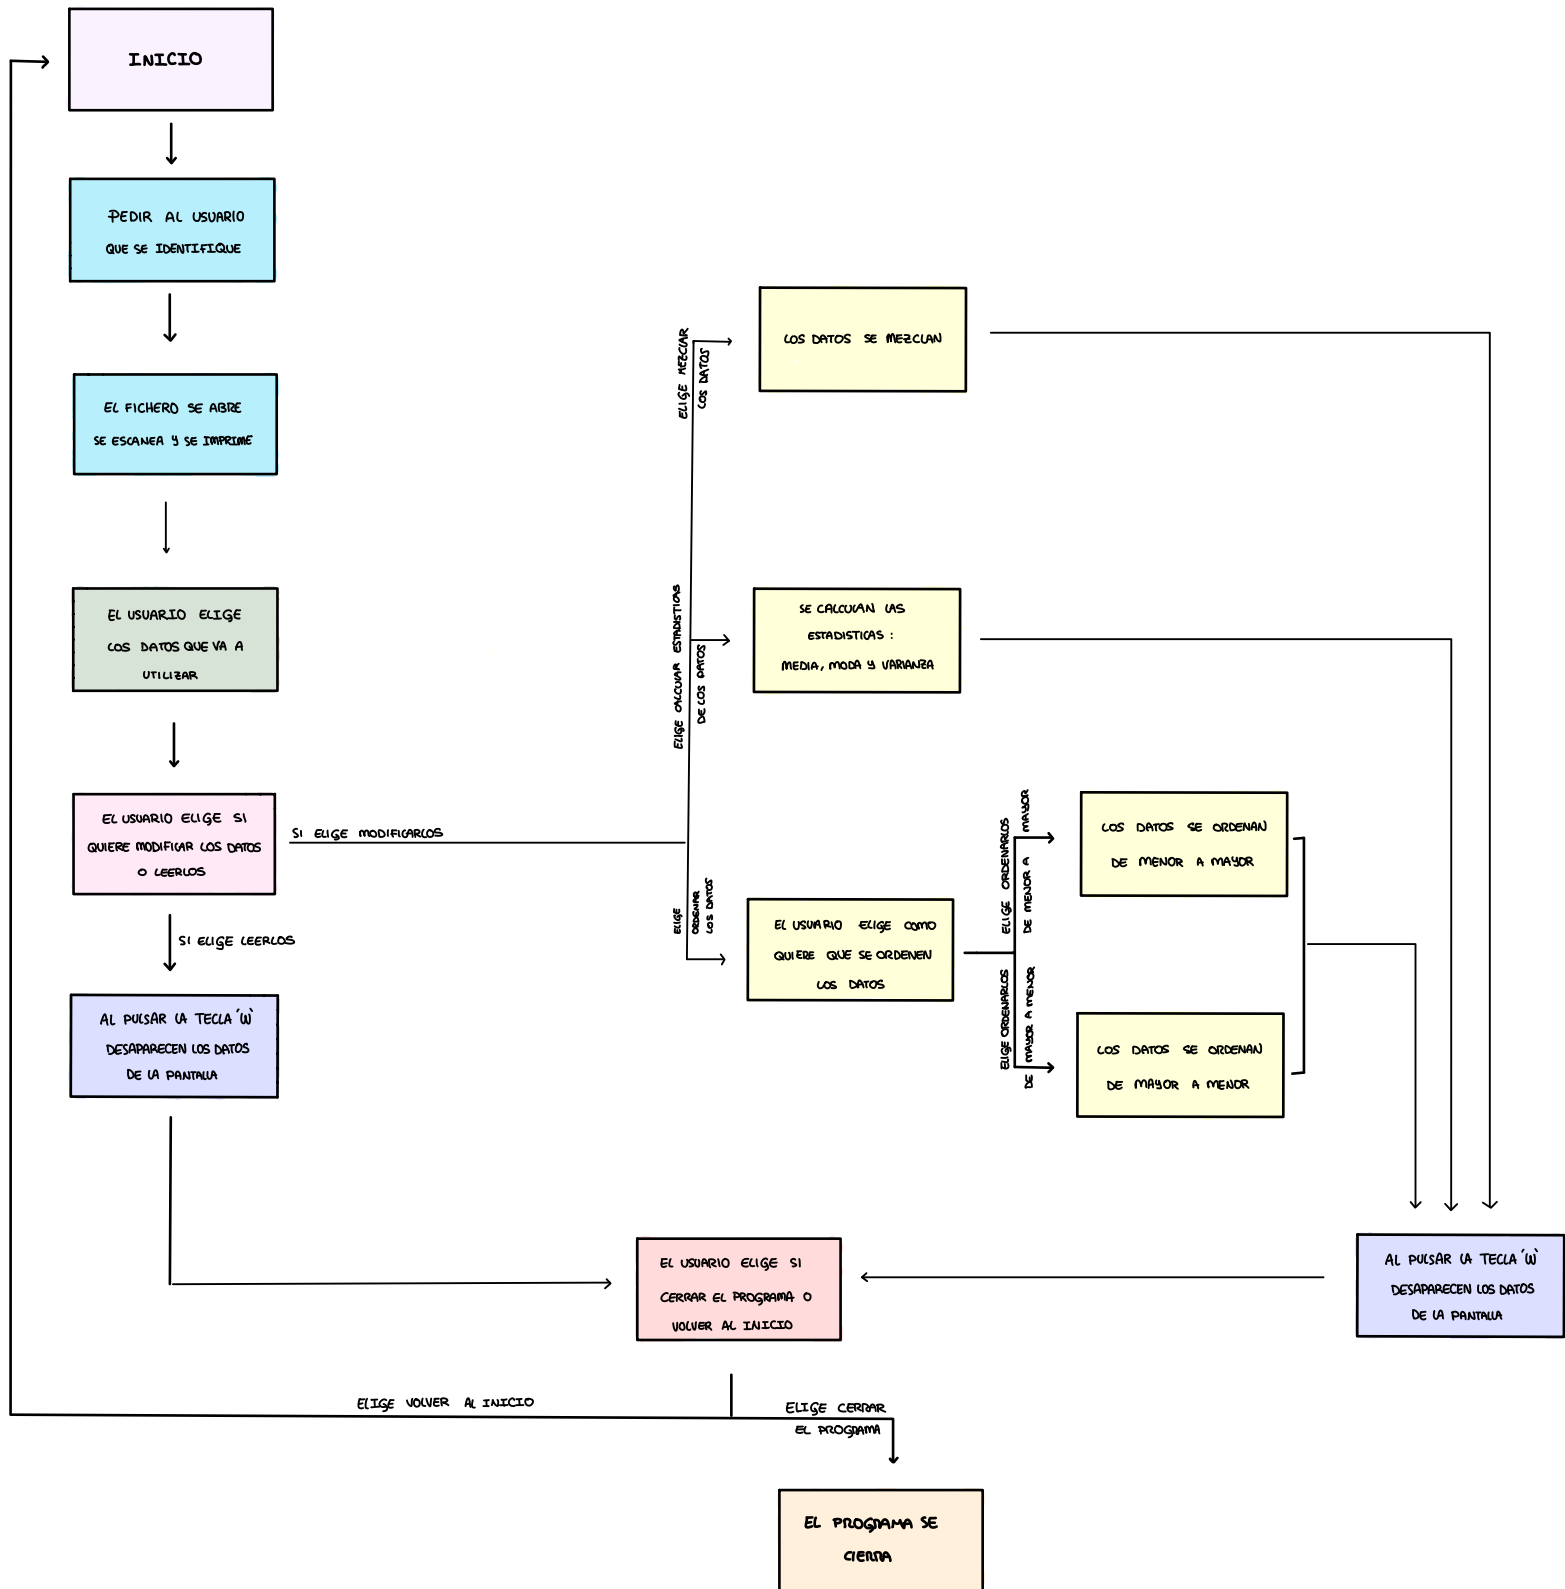 INICIO
PEDIR AL USUARIO
QUE SE IDENTIFIQUE
EL FICHERO SE ABRE
SE ESCANEA Y SE IMPRIME
EL USUARIO ELIGE
LOS DATOS QUE VA A
UTILIZAR
EL USUARIO ELIGE SI
QUIERE MODIFICAR LOS DATOS
O LEERLOS
SI ELIGE MODIFICARLOS
SI ELIGE LEERLOS
AL PULSAR LA TECLA ´W`
DESAPARECEN LOS DATOS
DE LA PANTALLA
ELIGE MEZCLAR
LOS DATOS
LOS DATOS SE MEZCLAN
ELIGE CALCULAR ESTADISTICAS
DE LOS DATOS
SE CALCULAN LAS
ESTADISTICAS :
MEDIA, MODA Y VARIANZA
ELIGE
ORDENAR
LOS DATOS
EL USUARIO ELIGE COMO
QUIERE QUE SE ORDENEN
LOS DATOS
ELIGE ORDENARLOS
DE MENOR A MAYOR
LOS DATOS SE ORDENAN
DE MENOR A MAYOR
ELIGE ORDENARLOS
DE MAYOR A MENOR
LOS DATOS SE ORDENAN
DE MAYOR A MENOR
AL PULSAR LA TECLA ´W`
DESAPARECEN LOS DATOS
DE LA PANTALLA
EL USUARIO ELIGE SI
CERRAR EL PROGRAMA O
VOLVER AL INICIO
ELIGE VOLVER AL INICIO
ELIGE CERRAR
EL PROGRAMA
EL PROGRAMA SE
CIERRA